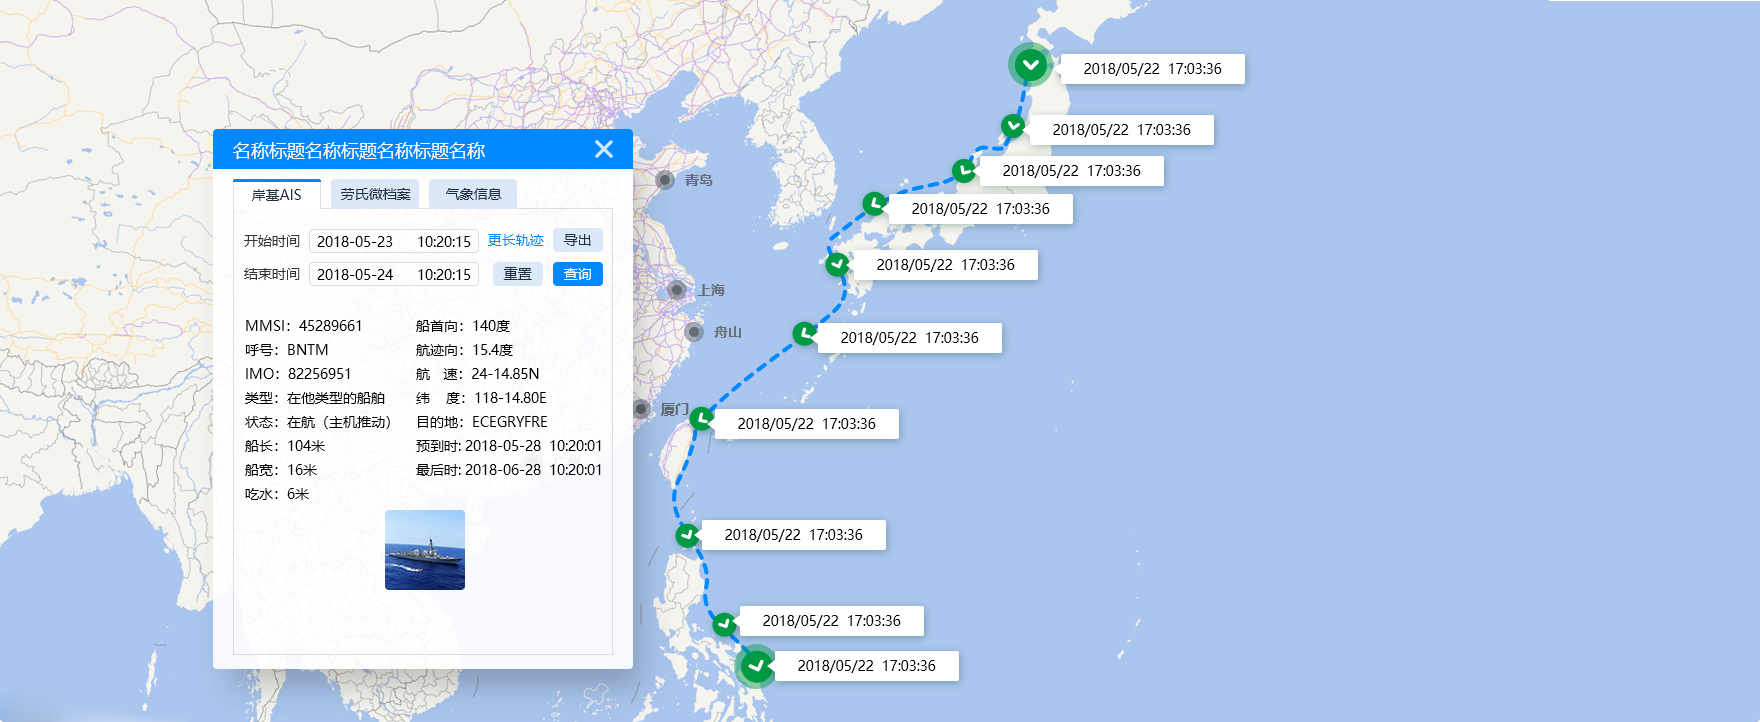 名称标题名称标题名称标题名称
岸基AIS 劳氏微档案 气象信息
开始时间 2018-05-23 10:20:15 更长轨迹 导出
结束时间 2018-05-24 10:20:15 重置 查询
MMSI：45289661 船首向：140度
呼号：BNTM 航迹向：15.4度
IMO：82256951 航 速：24-14.85N
类型：在他类型的船舶 纬 度：118-14.80E
状态：在航（主机推动） 目的地：ECEGRYFRE
船长：104米 预到时: 2018-05-28 10:20:01
船宽：16米 最后时: 2018-06-28 10:20:01
吃水：6米
青岛
上海
舟山
厦门
2018/05/22 17:03:36
2018/05/22 17:03:36
2018/05/22 17:03:36
2018/05/22 17:03:36
2018/05/22 17:03:36
2018/05/22 17:03:36
2018/05/22 17:03:36
2018/05/22 17:03:36
2018/05/22 17:03:36
2018/05/22 17:03:36